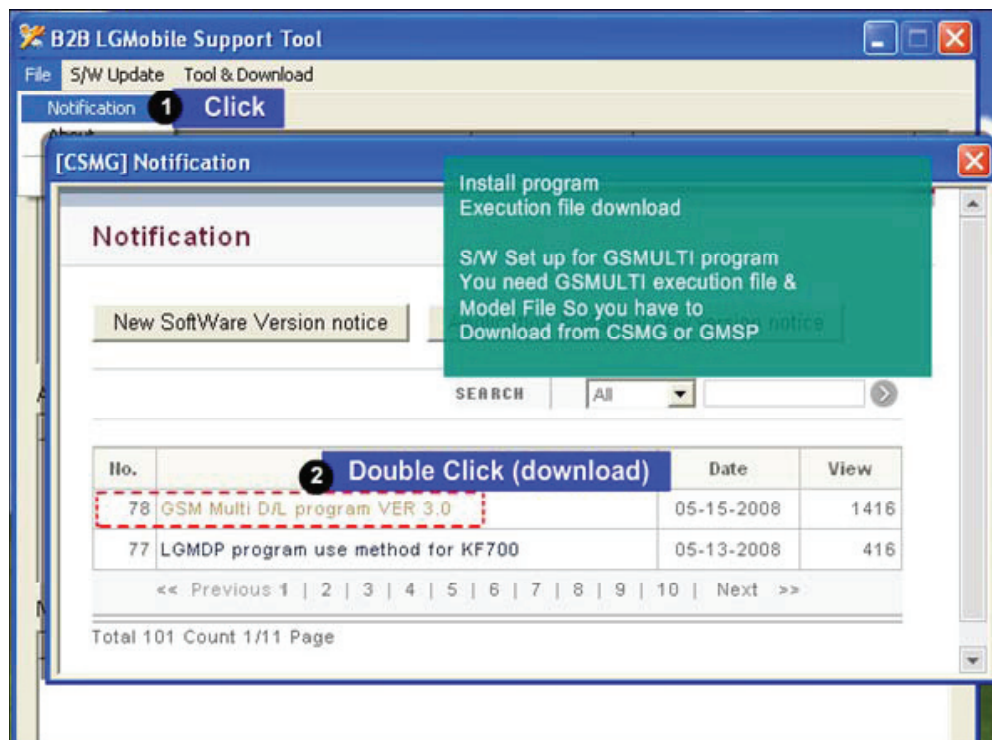 B2B LGMobile Support Tool
File S/W Update Tool & Download
Notification 1 Click
About
[CSMG] Notification
Install program
Execution file download
S/W Set up for GSMULTI program
You need GSMULTI execution file &
Model File So you have to
Download from CSMG or GMSP
Notification
New SoftWare Version notice
notice
SEARCH All
No. 2 Double Click (download) Date View
78 GSM Multi D/L program VER 3.0 05-15-2008 1416
77 LGMDP program use method for KF700 05-13-2008 416
<< Previous 1 | 2 | 3 | 4 | 5 | 6 | 7 | 8 | 9 | 10 | Next >>
Total 101 Count 1/11 Page